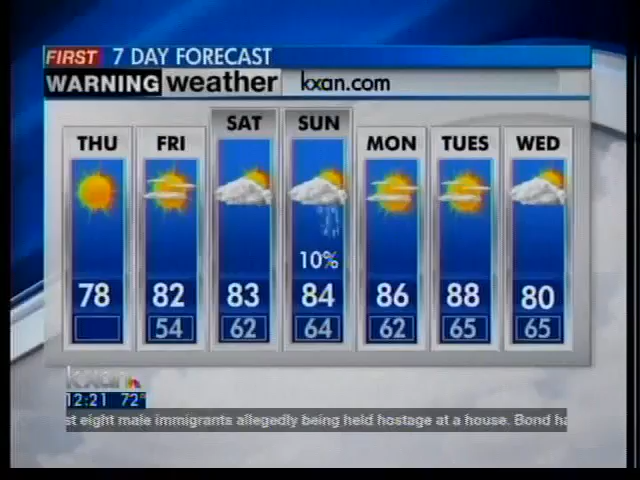 FIRST 7 DAY FORECAST
WARNING weather kxan.com
THU FRI SAT SUN MON TUES WED
10%
78 82 83 84 86 88 80
54 62 64 62 65 65
kxan
12:21 72°
st eight male immigrants allegedly being held hostage at a house. Bond ha